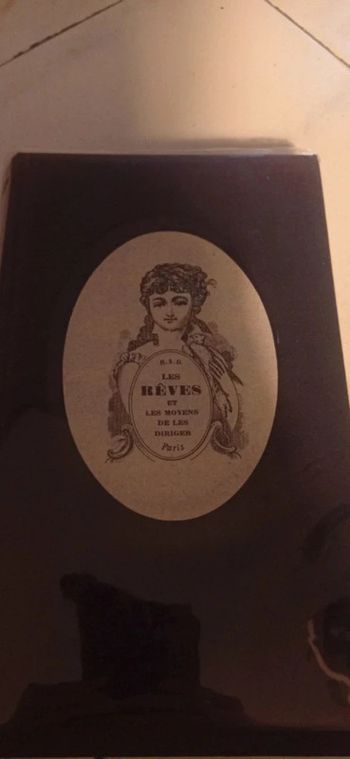 LES
RÊVES
ET
LES MOYENS
DE LES
DIRIGER
Paris